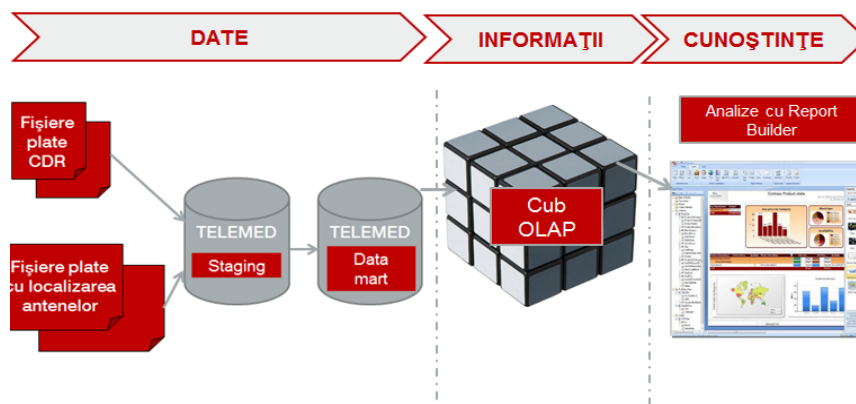 DATE
INFORMAŢII
CUNOŞTINŢE
Fişiere
plate
CDR
Fişiere plate
cu localizarea
antenelor
TELEMED
Staging
TELEMED
Data
mart
Cub
OLAP
Analize cu Report
Builder